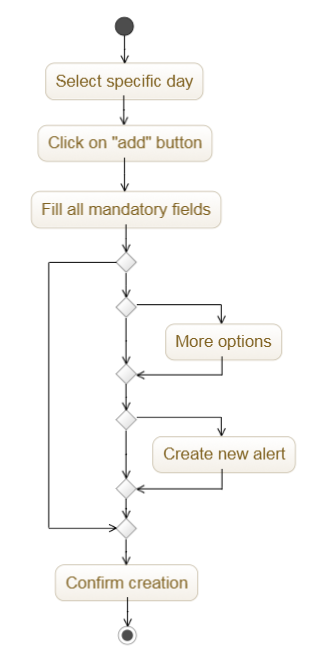 Select specific day
Click on "add" button
Fill all mandatory fields
More options
Create new alert
Confirm creation